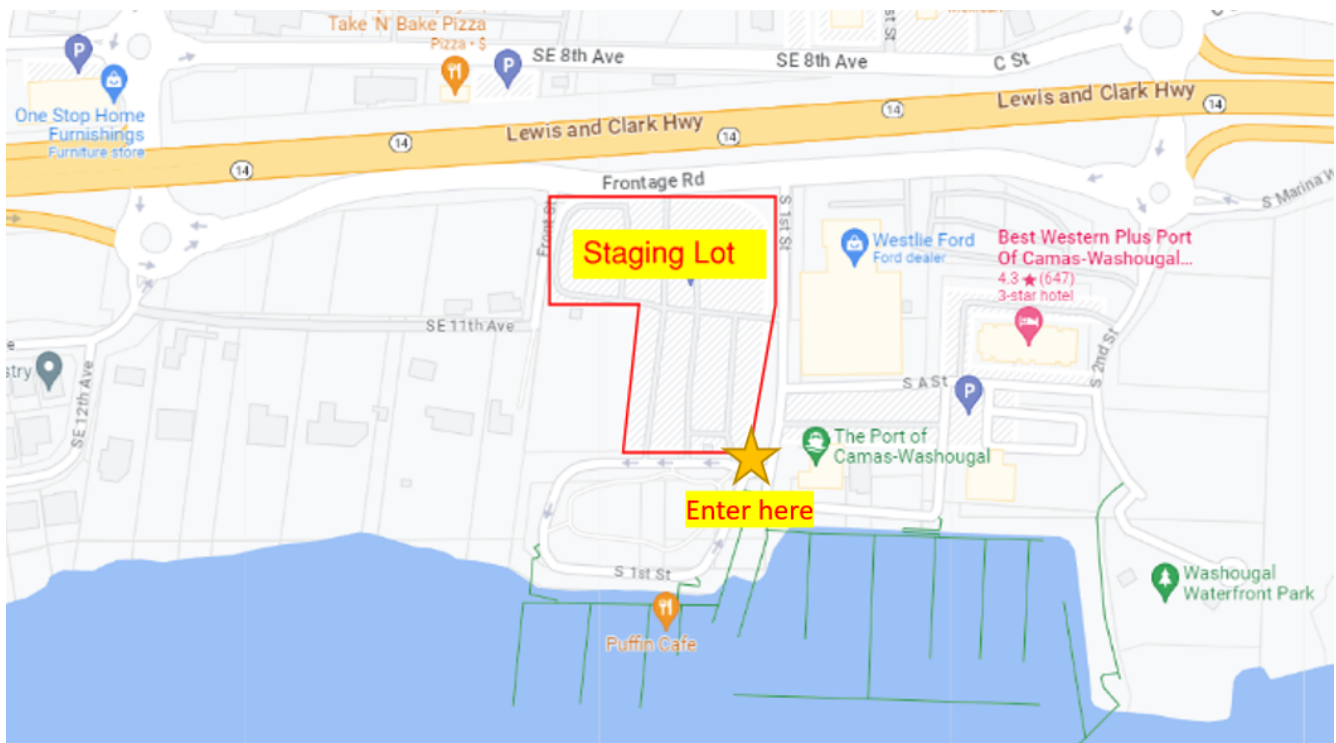 Take 'N' Bake Pizza
Pizza • $
P
P
SE 8th Ave
SE 8th Ave
C St
One Stop Home
Furnishings
Furniture store
Lewis and Clark Hwy
Lewis and Clark Hwy
14
14
14
14
14
Frontage Rd
S 1st St
Front St
S Marina
Staging Lot
Westlie Ford
Ford dealer
Best Western Plus Port
Of Camas-Washougal...
4.3 ★ (647)
3-star hotel
SE 11th Ave
S 2nd St
stry
SE 12th Ave
S A St
P
The Port of
Camas-Washougal
Enter here
S 1st St
Washougal
Waterfront Park
Puffin Cafe